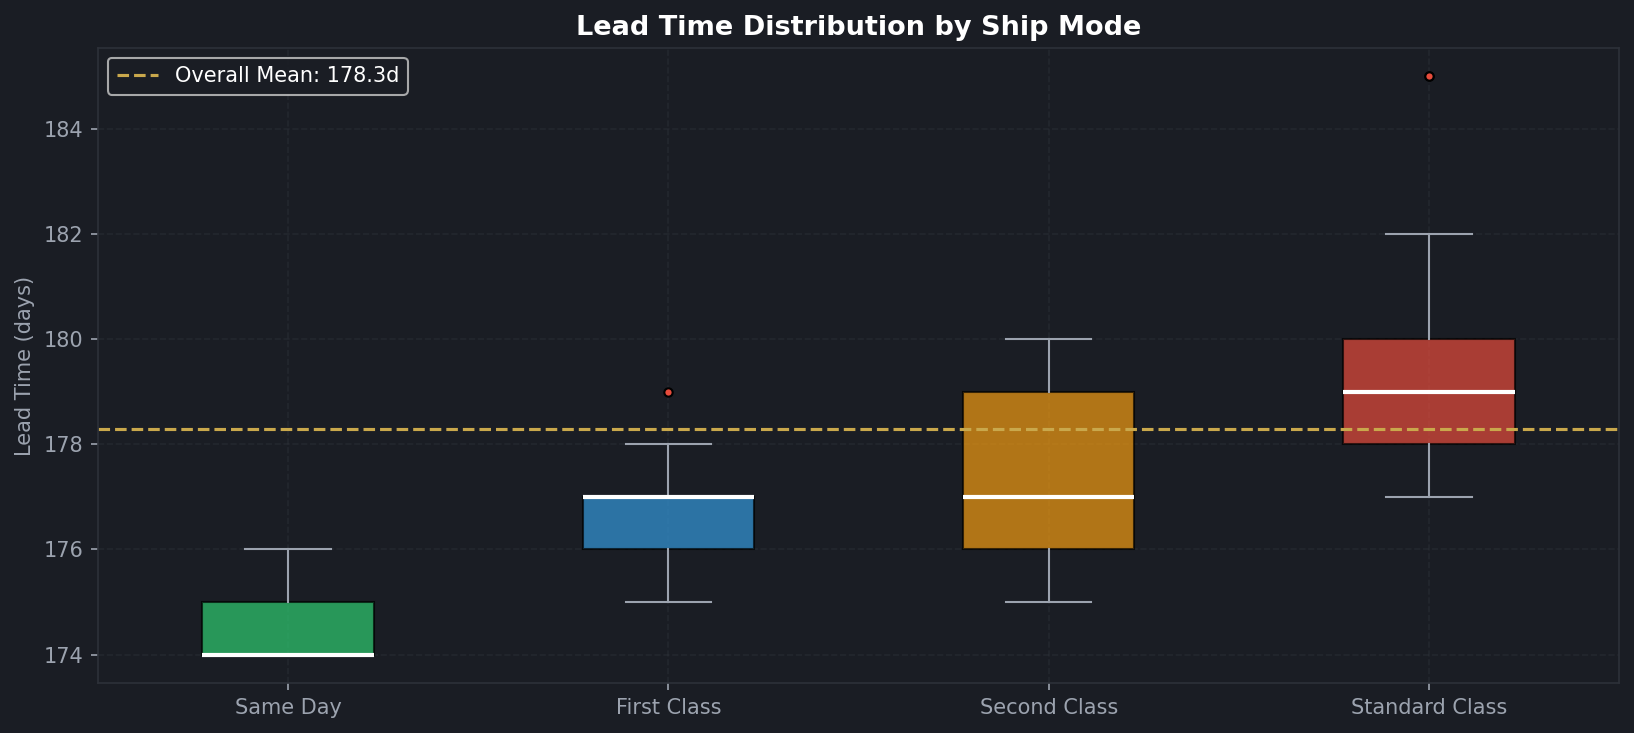 Lead Time Distribution by Ship Mode
Overall Mean: 178.3d
Lead Time (days)
184
182
180
178
176
174
Same Day
First Class
Second Class
Standard Class